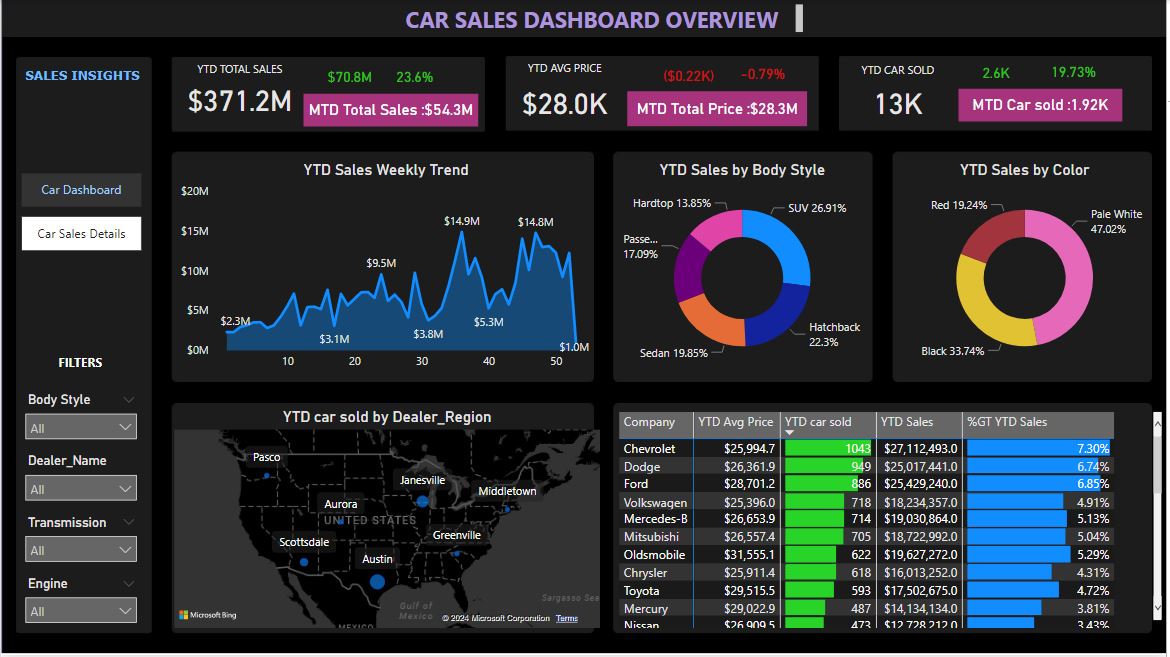 CAR SALES DASHBOARD OVERVIEW
SALES INSIGHTS
Car Dashboard
Car Sales Details
FILTERS
Body Style
All
Dealer_Name
All
Transmission
All
Engine
All
YTD TOTAL SALES
$371.2M
$70.8M 23.6%
MTD Total Sales :$54.3M
YTD AVG PRICE
$28.0K
($0.22K) -0.79%
MTD Total Price :$28.3M
YTD CAR SOLD
13K
2.6K 19.73%
MTD Car sold :1.92K
YTD Sales Weekly Trend
$20M
$15M
$10M
$5M
$0M
$2.3M
$3.1M
$9.5M
$3.8M
$14.9M
$5.3M
$14.8M
$1.0M
10 20 30 40 50
YTD Sales by Body Style
Hardtop 13.85%
SUV 26.91%
Passe...
17.09%
Hatchback
22.3%
Sedan 19.85%
YTD Sales by Color
Red 19.24%
Pale White
47.02%
Black 33.74%
YTD car sold by Dealer_Region
Pasco
Janesville
Middletown
Aurora
UNITED STATES
Scottsdale
Greenville
Austin
Gulf of
Mexico
Sargasso Sea
MEXICO
Microsoft Bing
© 2024 Microsoft Corporation Terms
Company YTD Avg Price YTD car sold YTD Sales %GT YTD Sales
Chevrolet $25,994.7 1043 $27,112,493.0 7.30%
Dodge $26,361.9 949 $25,017,441.0 6.74%
Ford $28,701.2 886 $25,429,240.0 6.85%
Volkswagen $25,396.0 718 $18,234,357.0 4.91%
Mercedes-B $26,653.9 714 $19,030,864.0 5.13%
Mitsubishi $26,557.4 705 $18,722,992.0 5.04%
Oldsmobile $31,555.1 622 $19,627,272.0 5.29%
Chrysler $25,911.4 618 $16,013,252.0 4.31%
Toyota $29,515.5 593 $17,502,675.0 4.72%
Mercury $29,022.9 487 $14,134,134.0 3.81%
Nissan $26,909.5 473 $12,728,212.0 3.43%